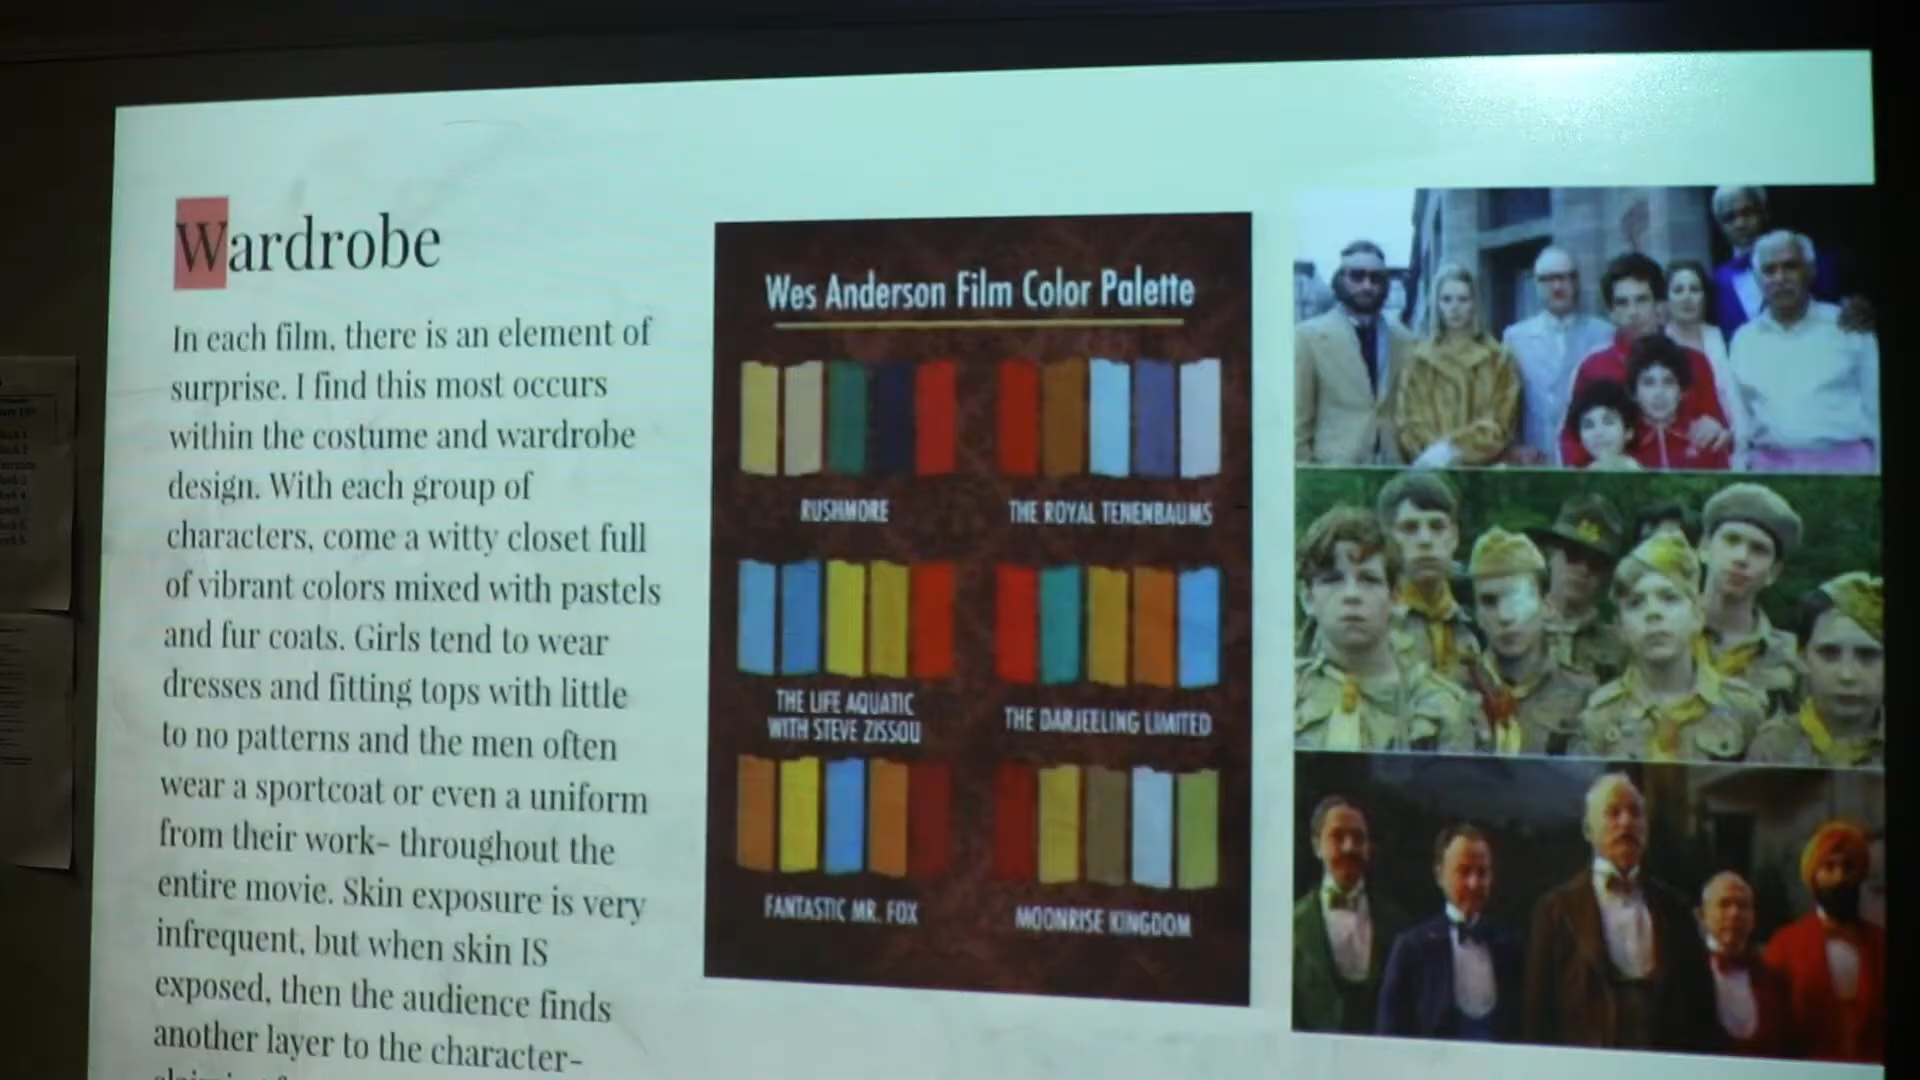 Wardrobe
In each film, there is an element of
surprise. I find this most occurs
within the costume and wardrobe
design. With each group of
characters, come a witty closet full
of vibrant colors mixed with pastels
and fur coats. Girls tend to wear
dresses and fitting tops with little
to no patterns and the men often
wear a sportcoat or even a uniform
from their work- throughout the
entire movie. Skin exposure is very
infrequent, but when skin IS
exposed, then the audience finds
another layer to the character-
Wes Anderson Film Color Palette
RUSHMORE
THE ROYAL TENENBAUMS
THE LIFE AQUATIC
WITH STEVE ZISSOU
THE DARJEELING LIMITED
FANTASTIC MR. FOX
MOONRISE KINGDOM